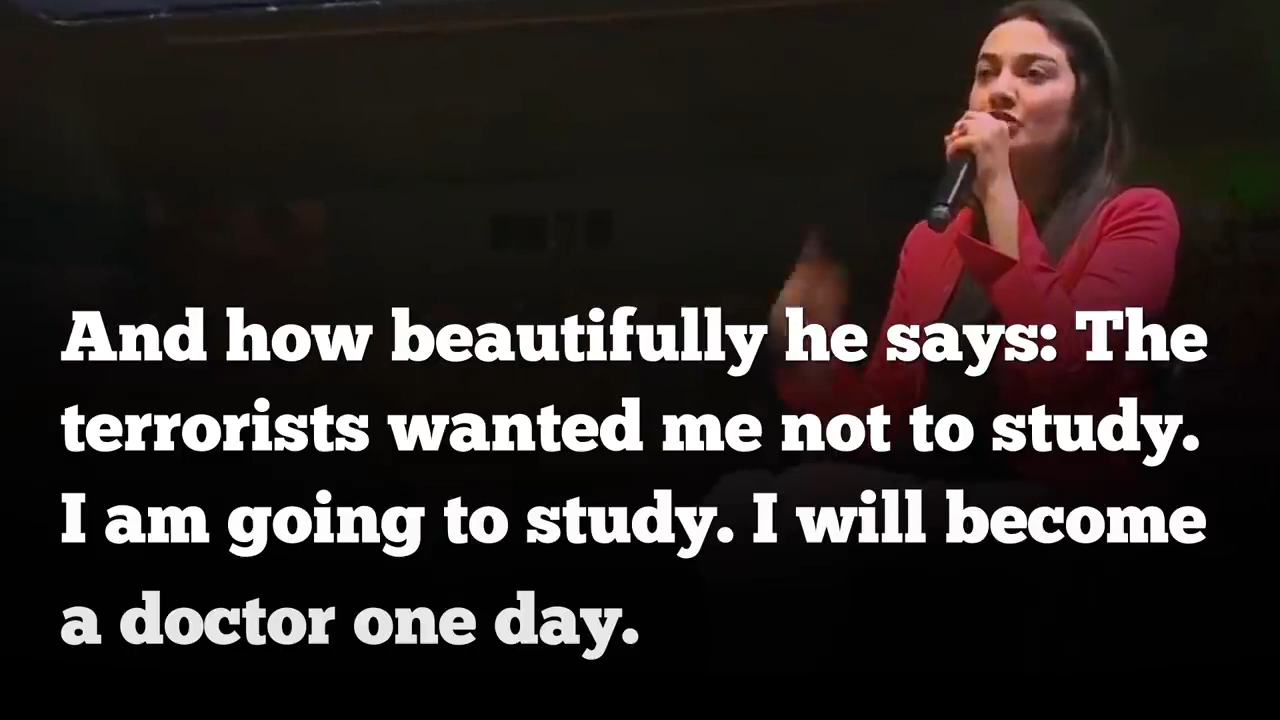 And how beautifully he says: The
terrorists wanted me not to study.
I am going to study. I will become
a doctor one day.